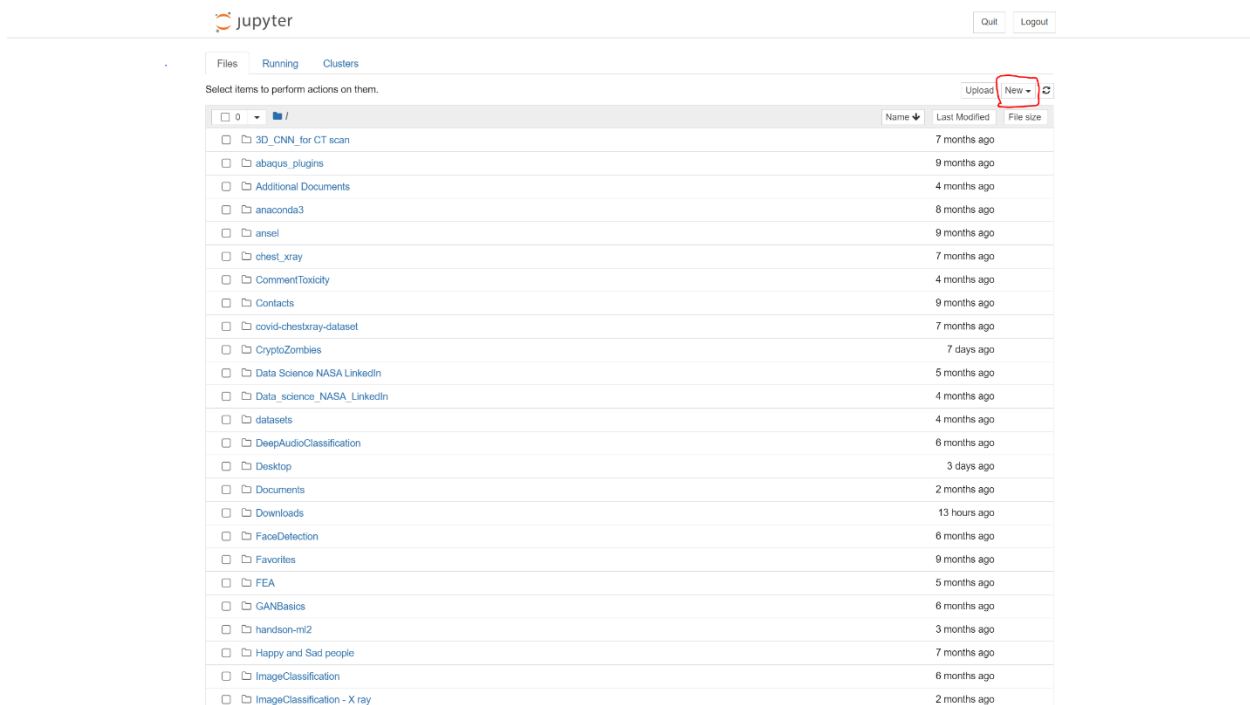 jupyter Quit Logout
Files Running Clusters
Select items to perform actions on them. Upload New
0 / Name Last Modified File size
3D_CNN_for CT scan 7 months ago
abaqus_plugins 9 months ago
Additional Documents 4 months ago
anaconda3 8 months ago
ansel 9 months ago
chest_xray 7 months ago
CommentToxicity 4 months ago
Contacts 9 months ago
covid-chestxray-dataset 7 months ago
CryptoZombies 7 days ago
Data Science NASA LinkedIn 5 months ago
Data_science_NASA_LinkedIn 4 months ago
datasets 4 months ago
DeepAudioClassification 6 months ago
Desktop 3 days ago
Documents 2 months ago
Downloads 13 hours ago
FaceDetection 6 months ago
Favorites 9 months ago
FEA 5 months ago
GANBasics 6 months ago
handson-ml2 3 months ago
Happy and Sad people 7 months ago
ImageClassification 6 months ago
ImageClassification - X ray 2 months ago